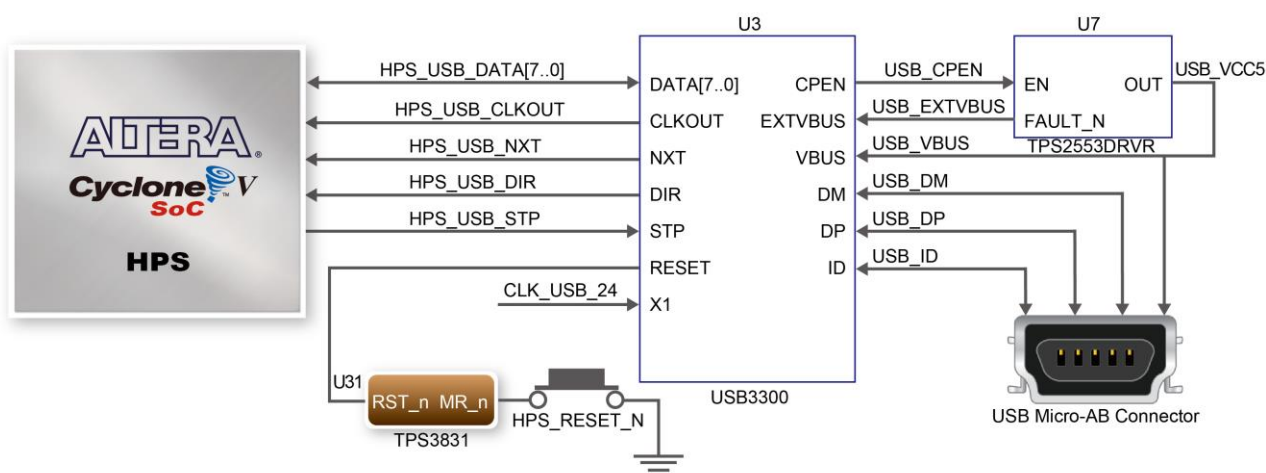 U3
U7
HPS_USB_DATA[7..0]
DATA[7..0]
CPEN
USB_CPEN
EN
OUT
USB_VCC5
HPS_USB_CLKOUT
CLKOUT
EXTVBUS
USB_EXTVBUS
FAULT_N
TPS2553DRVR
ALTERA.
Cyclone V
SoC
HPS
HPS_USB_NXT
NXT
VBUS
USB_VBUS
HPS_USB_DIR
DIR
DM
USB_DM
HPS_USB_STP
STP
DP
USB_DP
RESET
ID
USB_ID
CLK_USB_24
X1
USB3300
U31
RST_n MR_n
TPS3831
HPS_RESET_N
USB Micro-AB Connector